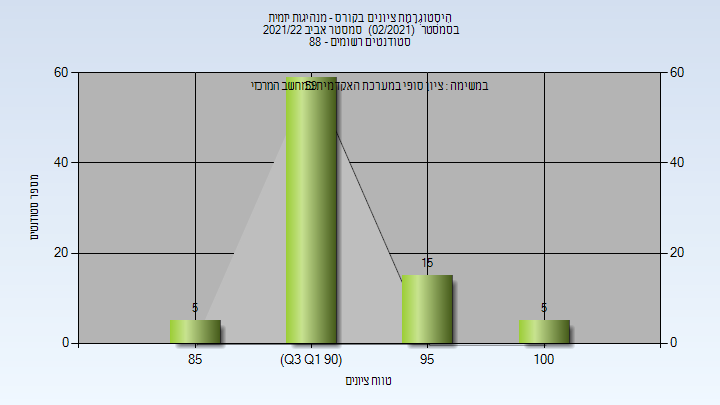 היסטוגרמת ציונים בקורס - מנהיגות יזמית
בסמסטר (02/2021) סמסטר אביב 2021/22
סטודנטים רשומים - 88
במשימה : ציון סופי במערכת האקדמית במחשב המרכזי
מספר סטודנטים
60
40
20
0
60
40
20
0
5
59
15
5
85
(Q3 Q1 90)
95
100
טווח ציונים